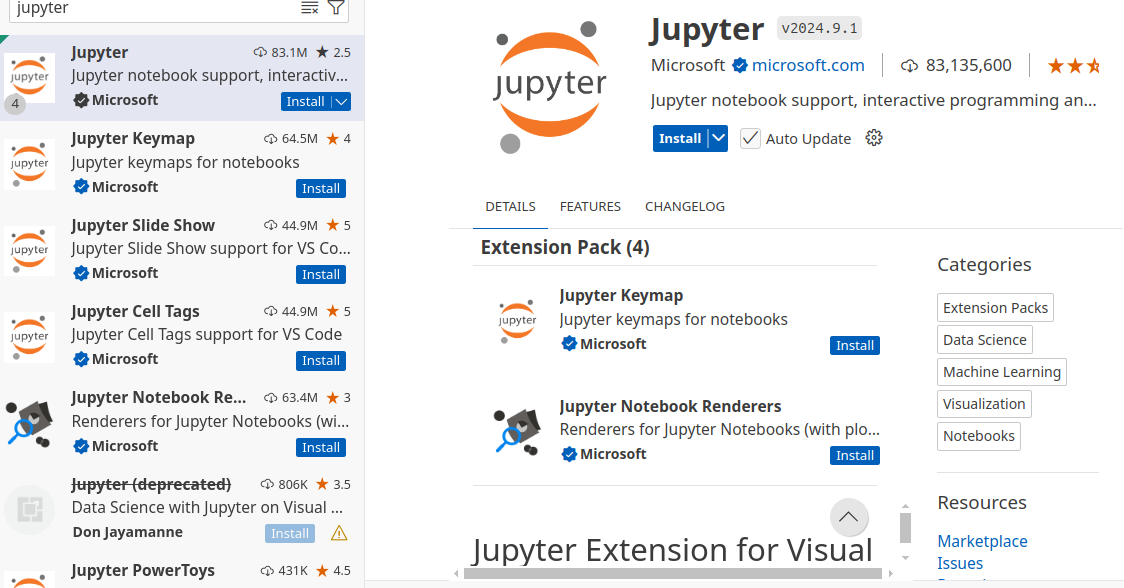 jupyter
Jupyter 83.1M 2.5
Jupyter notebook support, interactiv...
Microsoft Install
4
Jupyter Keymap 64.5M 4
Jupyter keymaps for notebooks
Microsoft Install
Jupyter Slide Show 44.9M 5
Jupyter Slide Show support for VS Co...
Microsoft Install
Jupyter Cell Tags 44.9M 5
Jupyter Cell Tags support for VS Code
Microsoft Install
Jupyter Notebook Re... 63.4M 3
Renderers for Jupyter Notebooks (wi...
Microsoft Install
Jupyter (deprecated) 806K 3.5
Data Science with Jupyter on Visual ...
Don Jayamanne Install
Jupyter PowerToys 431K 4.5
jupyter
jupyter
jupyter
jupyter
jupyter
Jupyter v2024.9.1
Microsoft microsoft.com 83,135,600
Jupyter notebook support, interactive programming an...
Install Auto Update
DETAILS FEATURES CHANGELOG
Extension Pack (4)
jupyter
Jupyter Keymap
Jupyter keymaps for notebooks
Microsoft Install
Jupyter Notebook Renderers
Renderers for Jupyter Notebooks (with plo...
Microsoft Install
Jupyter Extension for Visual
Categories
Extension Packs
Data Science
Machine Learning
Visualization
Notebooks
Resources
Marketplace
Issues